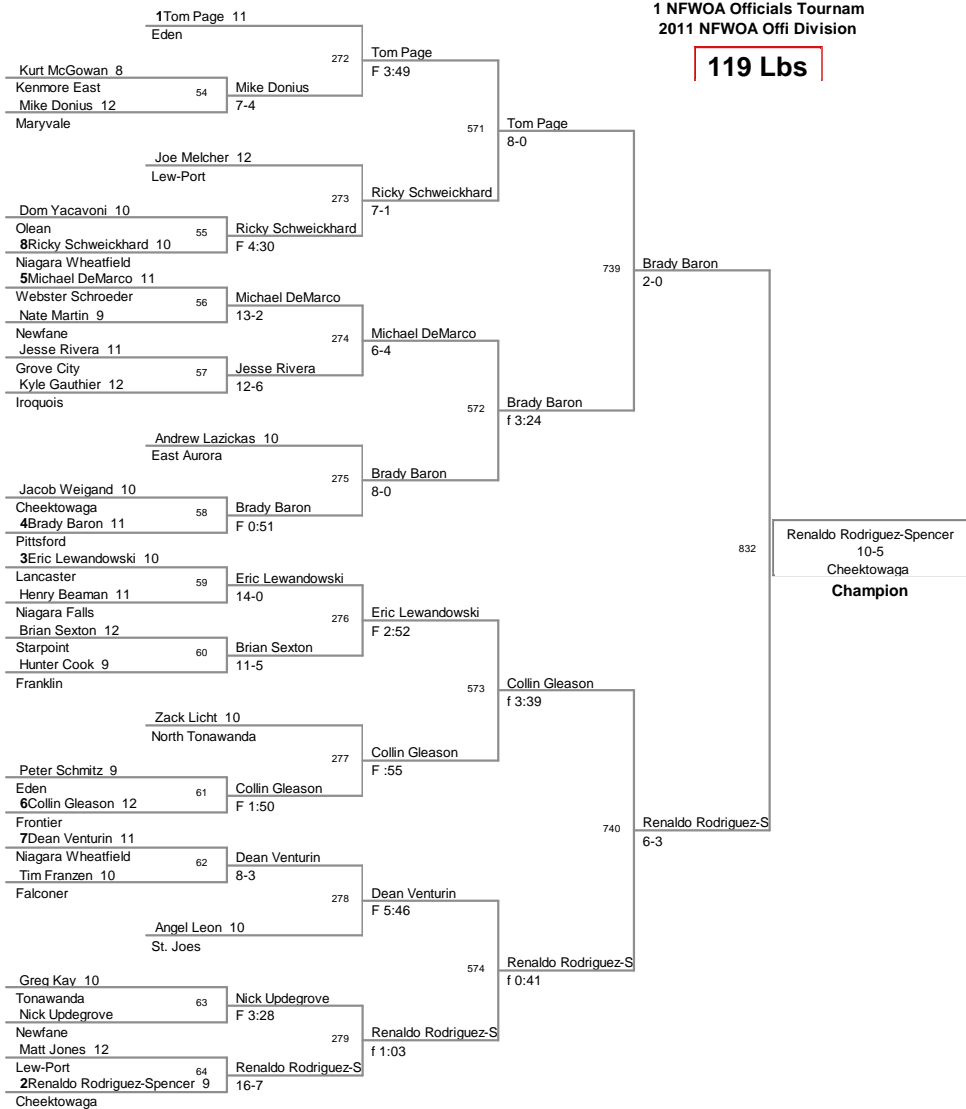 1 NFWOA Officials Tournam
2011 NFWOA Offi Division
119 Lbs
1Tom Page 11
Eden
272
Tom Page
F 3:49
Kurt McGowan 8
Kenmore East
54
Mike Donius 12
Maryvale
Mike Donius
7-4
571
Tom Page
8-0
Joe Melcher 12
Lew-Port
273
Ricky Schweickhard
7-1
Dom Yacavoni 10
Olean
55
8Ricky Schweickhard 10
Niagara Wheatfield
Ricky Schweickhard
F 4:30
739
Brady Baron
2-0
5Michael DeMarco 11
Webster Schroeder
56
Nate Martin 9
Newfane
Michael DeMarco
13-2
274
Michael DeMarco
6-4
Jesse Rivera 11
Grove City
57
Kyle Gauthier 12
Iroquois
Jesse Rivera
12-6
572
Brady Baron
f 3:24
Andrew Lazickas 10
East Aurora
275
Brady Baron
8-0
Jacob Weigand 10
Cheektowaga
58
4Brady Baron 11
Pittsford
Brady Baron
F 0:51
832
Renaldo Rodriguez-Spencer
10-5
Cheektowaga
Champion
3Eric Lewandowski 10
Lancaster
59
Henry Beaman 11
Niagara Falls
Eric Lewandowski
14-0
276
Eric Lewandowski
F 2:52
Brian Sexton 12
Starpoint
60
Hunter Cook 9
Franklin
Brian Sexton
11-5
573
Collin Gleason
f 3:39
Zack Licht 10
North Tonawanda
277
Collin Gleason
F :55
Peter Schmitz 9
Eden
61
6Collin Gleason 12
Frontier
Collin Gleason
F 1:50
740
Renaldo Rodriguez-S
6-3
7Dean Venturin 11
Niagara Wheatfield
62
Tim Franzen 10
Falconer
Dean Venturin
8-3
278
Dean Venturin
F 5:46
Angel Leon 10
St. Joes
574
Renaldo Rodriguez-S
f 0:41
Greg Kay 10
Tonawanda
63
Nick Updegrove
Newfane
Nick Updegrove
F 3:28
279
Renaldo Rodriguez-S
f 1:03
Matt Jones 12
Lew-Port
64
2Renaldo Rodriguez-Spencer 9
Cheektowaga
Renaldo Rodriguez-S
16-7